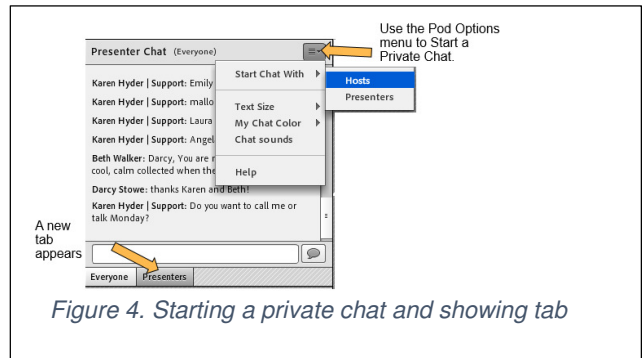 Use the Pod Options
menu to Start a
Private Chat.
Presenter Chat (Everyone)
Start Chat With
Hosts
Presenters
Karen Hyder | Support: Emily
Karen Hyder | Support: mallo
Text Size
Karen Hyder | Support: Laura
My Chat Color
Karen Hyder | Support: Angel
Chat sounds
Beth Walker: Darcy, You are
cool, calm collected when the
Help
Darcy Stowe: thanks Karen and Beth!
Karen Hyder | Support: Do you want to call me or
talk Monday?
A new
tab
appears
Everyone
Presenters
Figure 4. Starting a private chat and showing tab